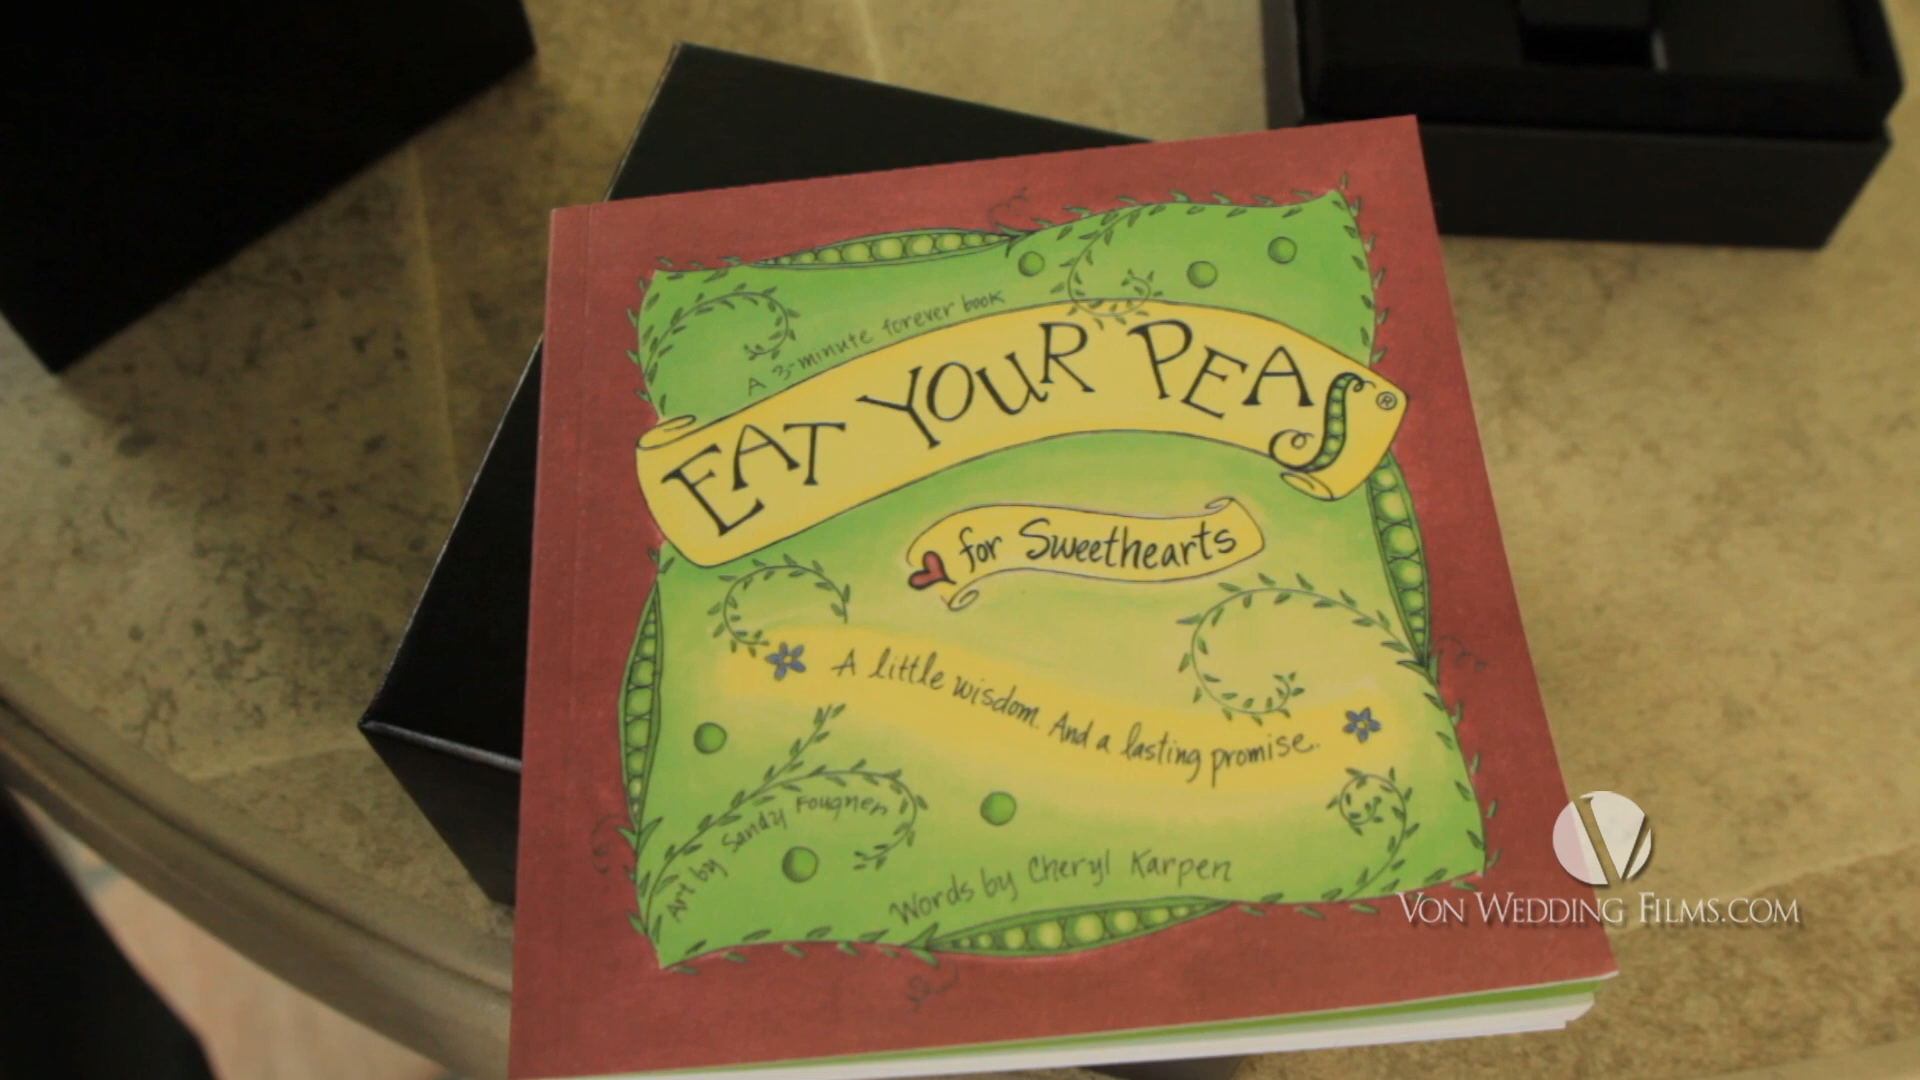 A 3-minute forever book
EAT YOUR PEAS®
for Sweethearts
A little wisdom. And a lasting promise.
Art by Sandy Fougner
Words by Cheryl Karpen
V
VON WEDDING FILMS.COM